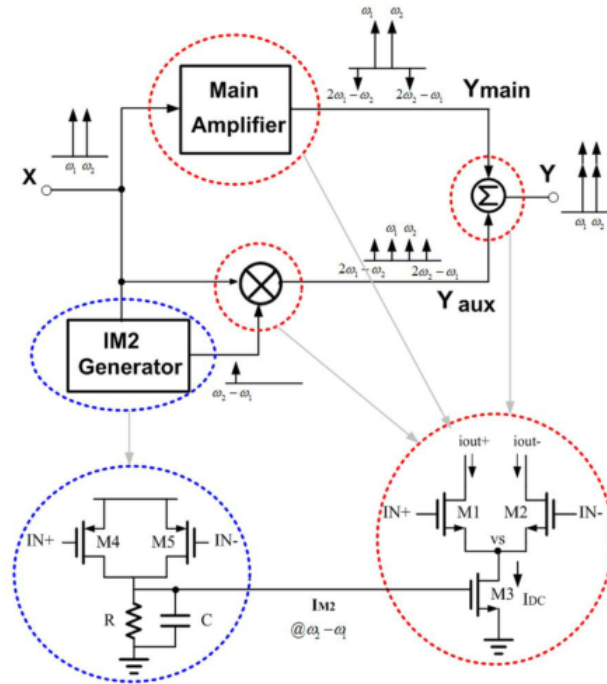 ω₁ ω₂
Main
Amplifier
2ω₁−ω₂ 2ω₂−ω₁
Ymain
ω₁ ω₂
X
Σ
Y
ω₁ ω₂
ω₁ ω₂
2ω₁−ω₂ 2ω₂−ω₁
Y aux
IM2
Generator
ω₂−ω₁
iout+ iout-
IN+ M1 M2 IN-
vs
M3 IDC
IN+ M4 M5 IN-
R C
IM2
@ω₂−ω₁